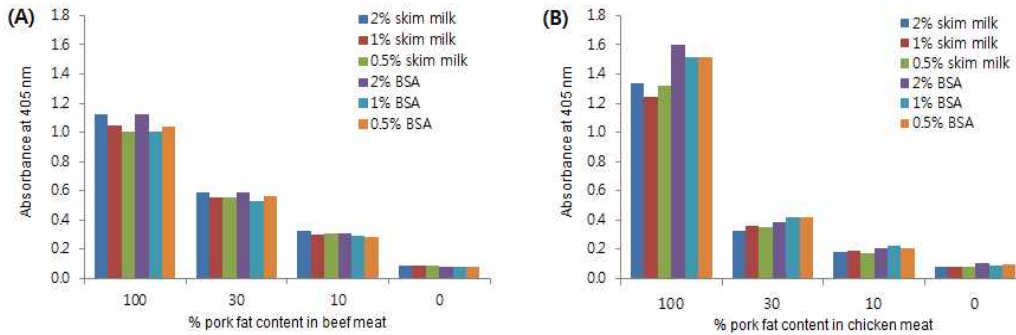 (A)
Absorbance at 405 nm
1.8
1.6
1.4
1.2
1.0
0.8
0.6
0.4
0.2
0.0
2% skim milk
1% skim milk
0.5% skim milk
2% BSA
1% BSA
0.5% BSA
100 30 10 0
% pork fat content in beef meat
(B)
Absorbance at 405 nm
1.8
1.6
1.4
1.2
1.0
0.8
0.6
0.4
0.2
0.0
2% skim milk
1% skim milk
0.5% skim milk
2% BSA
1% BSA
0.5% BSA
100 30 10 0
% pork fat content in chicken meat